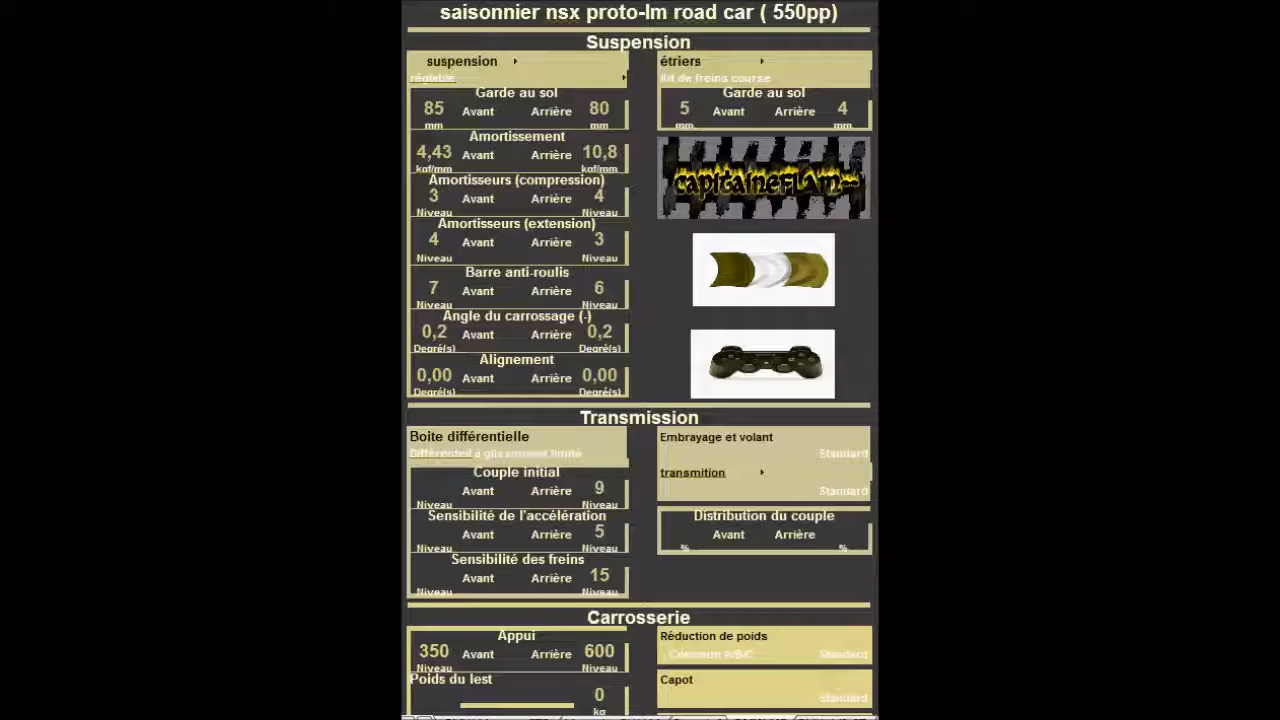 saisonnier nsx proto-lm road car ( 550pp)
Suspension
suspension
réglable
Garde au sol
85 Avant Arrière 80
mm mm
Amortissement
4,43 Avant Arrière 10,8
kgf/mm kgf/mm
Amortisseurs (compression)
3 Avant Arrière 4
Niveau Niveau
Amortisseurs (extension)
4 Avant Arrière 3
Niveau Niveau
Barre anti-roulis
7 Avant Arrière 6
Niveau Niveau
Angle du carrossage (-)
0,2 Avant Arrière 0,2
Degré(s) Degré(s)
Alignement
0,00 Avant Arrière 0,00
Degré(s) Degré(s)
étriers
Kit de freins course
Garde au sol
5 Avant Arrière 4
mm mm
capitaineflam
Transmission
Boite différentielle
Différentiel à glissement limité
Couple initial
Avant Arrière 9
Niveau Niveau
Sensibilité de l'accélération
Avant Arrière 5
Niveau Niveau
Sensibilité des freins
Avant Arrière 15
Niveau Niveau
Embrayage et volant
Standard
transmition
Standard
Distribution du couple
Avant Arrière
% %
Carrosserie
Appui
350 Avant Arrière 600
Niveau Niveau
Poids du lest
0
kg
Réduction de poids
Standard
Capot
Standard